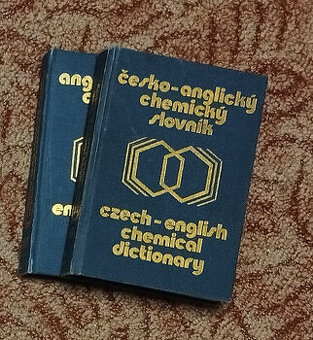 česko-anglický
chemický
slovník
czech-english
chemical
dictionary